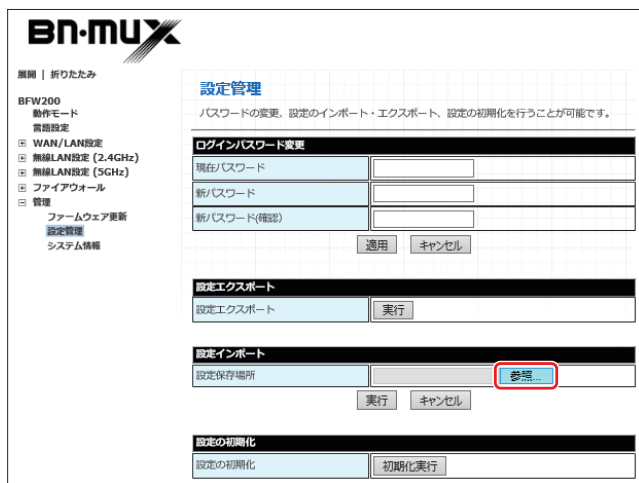 BN-MUX
展開 | 折りたたみ
BFW200
動作モード
言語設定
WAN/LAN設定
無線LAN設定 (2.4GHz)
無線LAN設定 (5GHz)
ファイアウォール
管理
ファームウェア更新
設定管理
システム情報
設定管理
パスワードの変更、設定のインポート・エクスポート、設定の初期化を行うことが可能です。
ログインパスワード変更
現在パスワード
新パスワード
新パスワード(確認)
適用 キャンセル
設定エクスポート
設定エクスポート 実行
設定インポート
設定保存場所 参照...
実行 キャンセル
設定の初期化
設定の初期化 初期化実行